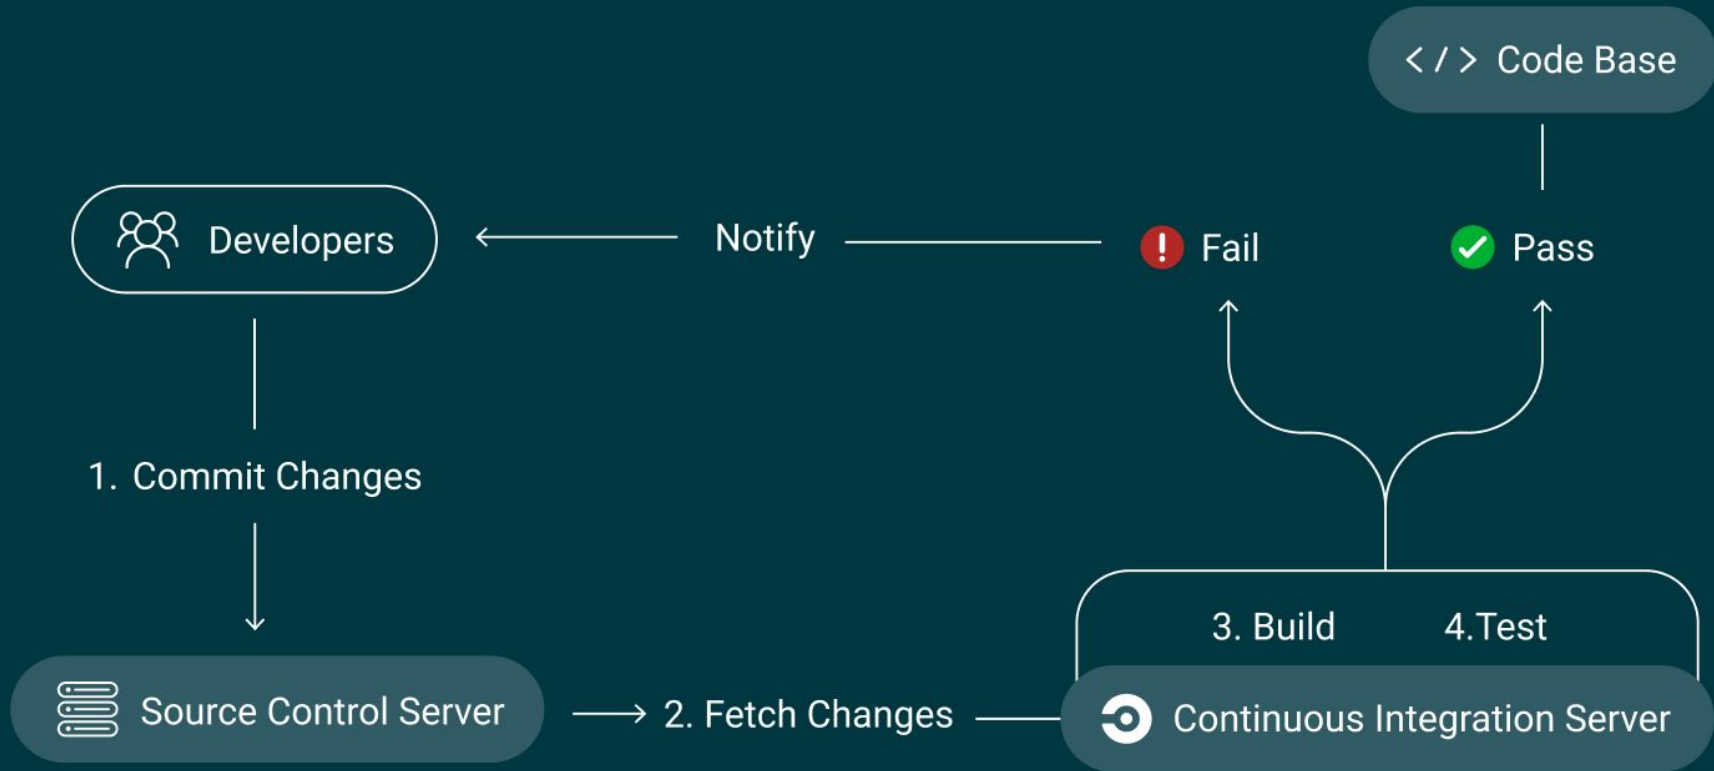 </> Code Base
Developers
Notify
Fail
Pass
1. Commit Changes
3. Build
4.Test
Source Control Server
2. Fetch Changes
Continuous Integration Server